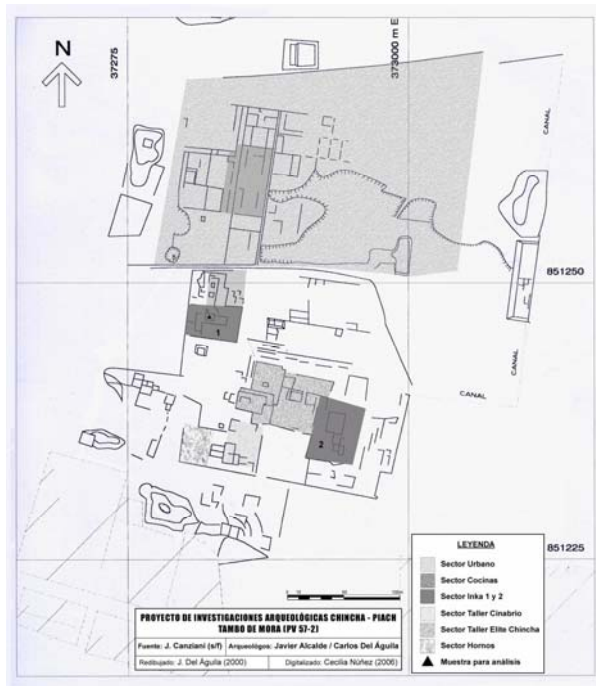 N
37275
373000 m E
CANAL
851250
1
CANAL
CANAL
2
851225
LEYENDA
Sector Urbano
Sector Cocinas
Sector Inka 1 y 2
Sector Taller Cinabrio
Sector Taller Elite Chincha
Sector Hornos
Muestra para análisis
PROYECTO DE INVESTIGACIONES ARQUEOLÓGICAS CHINCHA - PIACH
TAMBO DE MORA (PV 57-2)
Fuente: J. Canziani (s/f) Arqueólogos: Javier Alcalde / Carlos Del Águila
Redibujado: J. Del Águila (2000) Digitalizado: Cecilia Núñez (2006)